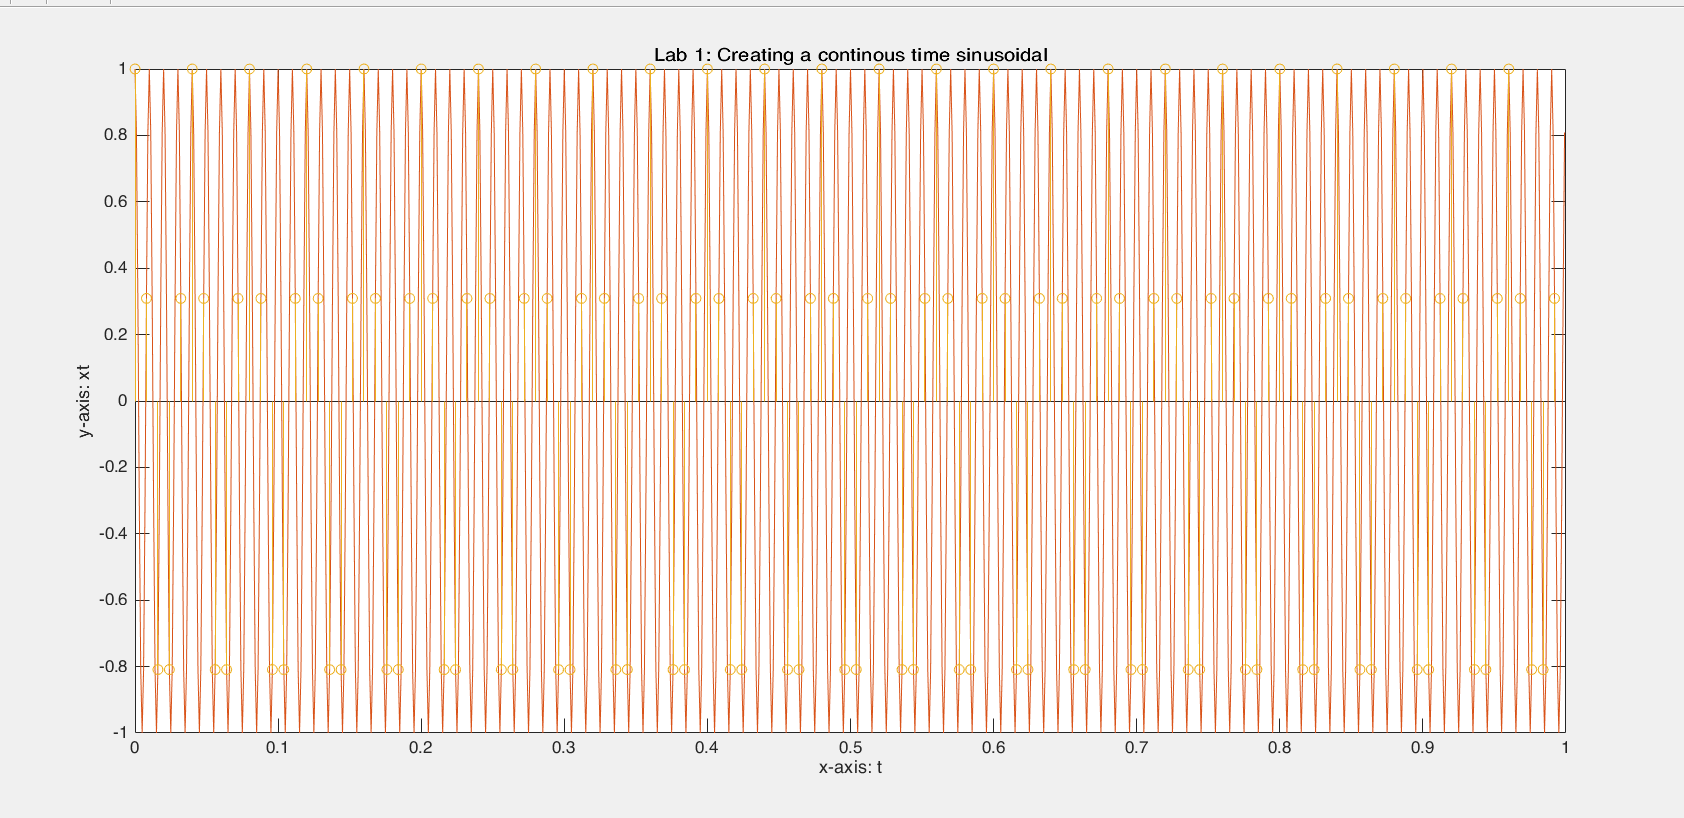 Lab 1: Creating a continous time sinusoidal
1
0.8
0.6
0.4
0.2
0
-0.2
-0.4
-0.6
-0.8
-1
y-axis: xt
0 0.1 0.2 0.3 0.4 0.5 0.6 0.7 0.8 0.9 1
x-axis: t